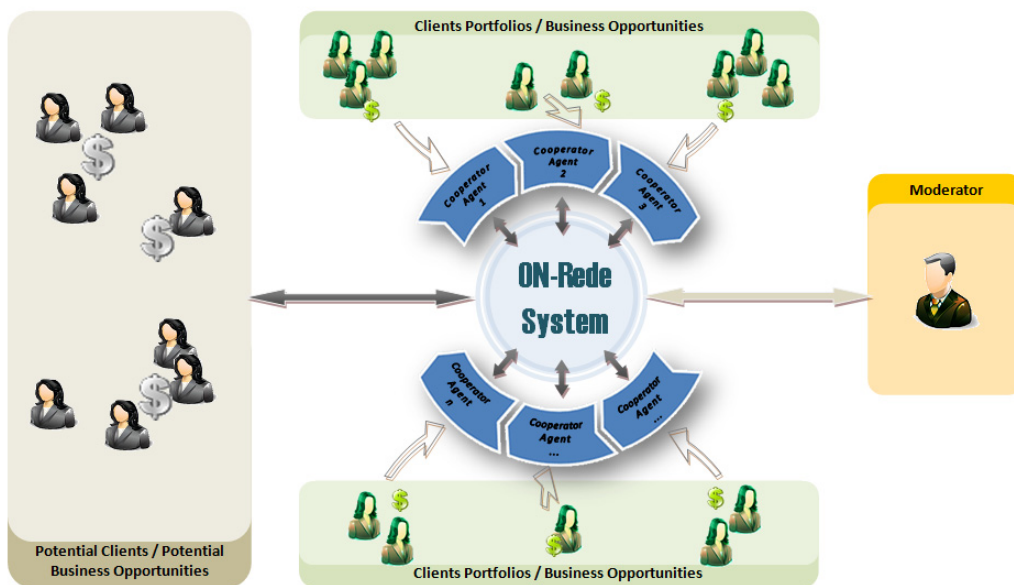 Clients Portfolios / Business Opportunities
Cooperator
Agent
1
Cooperator
Agent
2
Cooperator
Agent
3
Moderator
ON-Rede
System
Cooperator
Agent
n
Cooperator
Agent
...
Cooperator
Agent
...
Potential Clients / Potential
Business Opportunities
Clients Portfolios / Business Opportunities